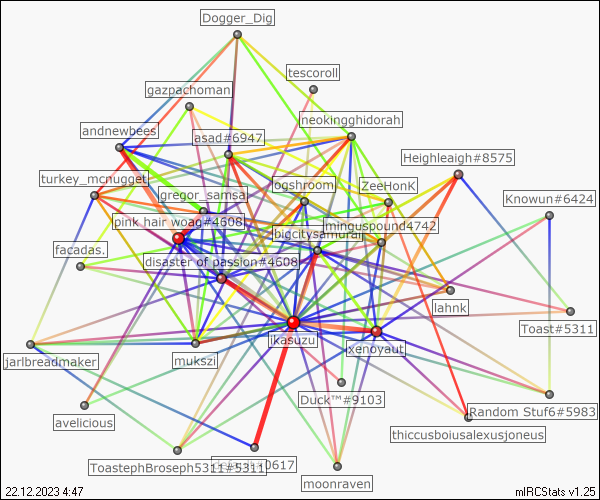 Dogger_Dig
tescoroll
gazpachoman
neokingghidorah
andnewbees
asad#6947
Heighleaigh#8575
turkey_mcnugget
ogshroom
ZeeHonK
gregor_samsa
Knowun#6424
pink hair woag#4608
minguspound4742
bigcitysamuraij
facadas.
disaster of passion#4608
lahnk
Toast#5311
ikasuzu
xenoyaut
jarlbreadmaker
mukszi
Duck™#9103
Random Stuf6#5983
avelicious
thiccusboiusalexusjoneus
ToastephBroseph5311#5311
#0617
moonraven
22.12.2023 4:47
mIRCStats v1.25